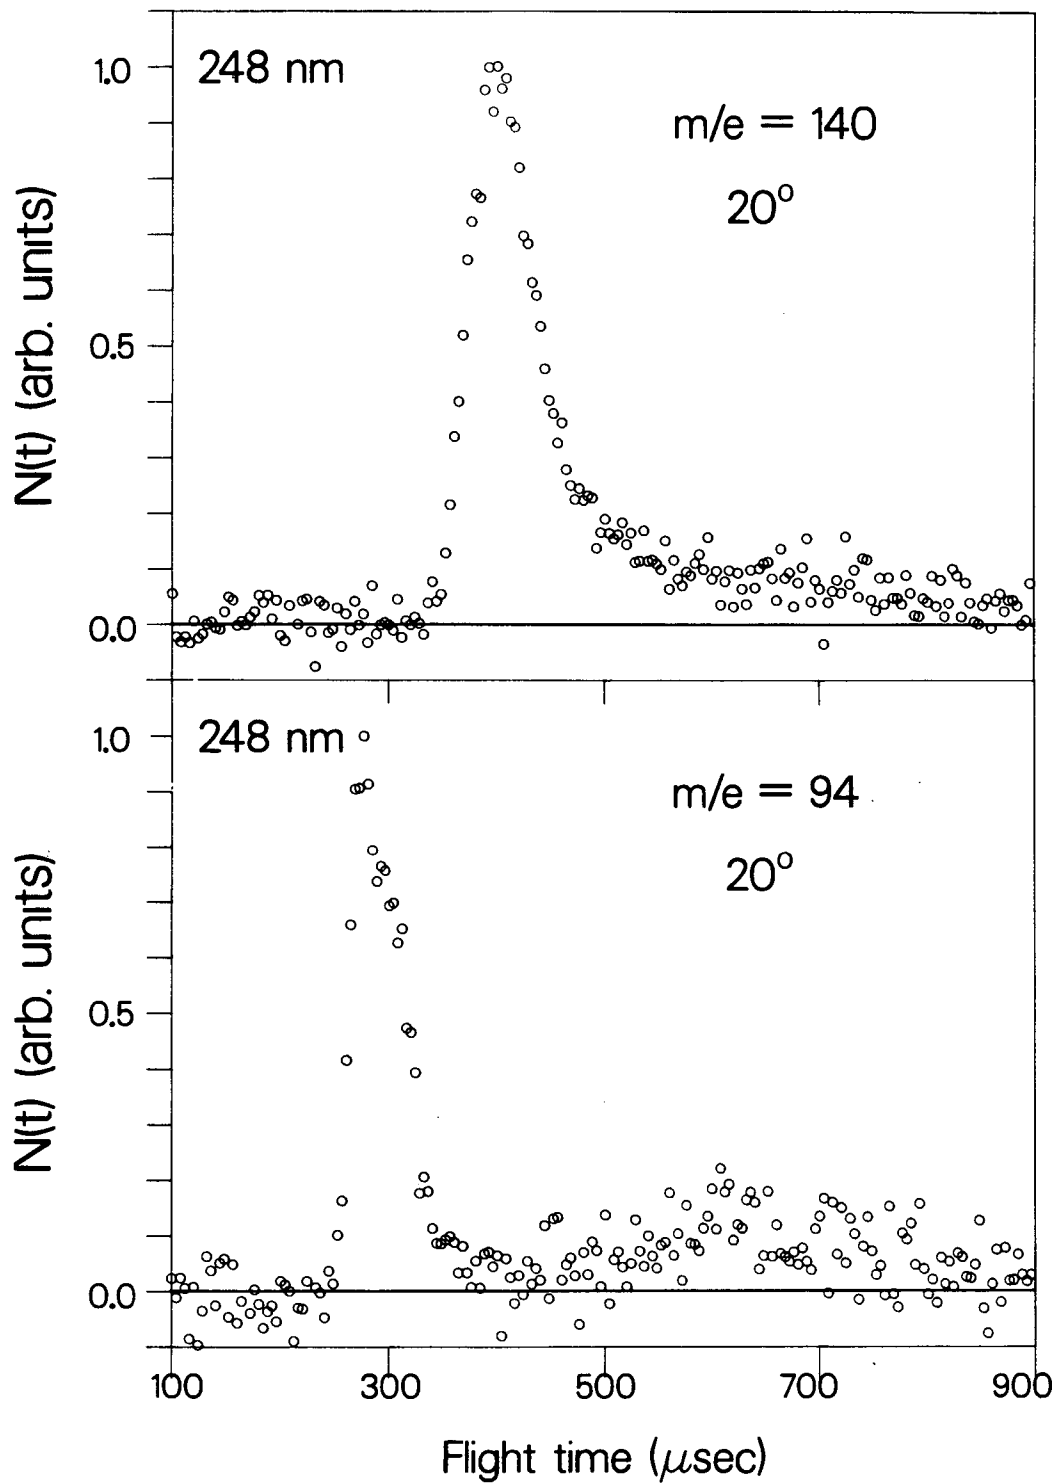 1.0
248 nm
m/e = 140
20°
0.5
0.0
N(t) (arb. units)
1.0
248 nm
m/e = 94
20°
0.5
0.0
N(t) (arb. units)
100
300
500
700
900
Flight time (μsec)